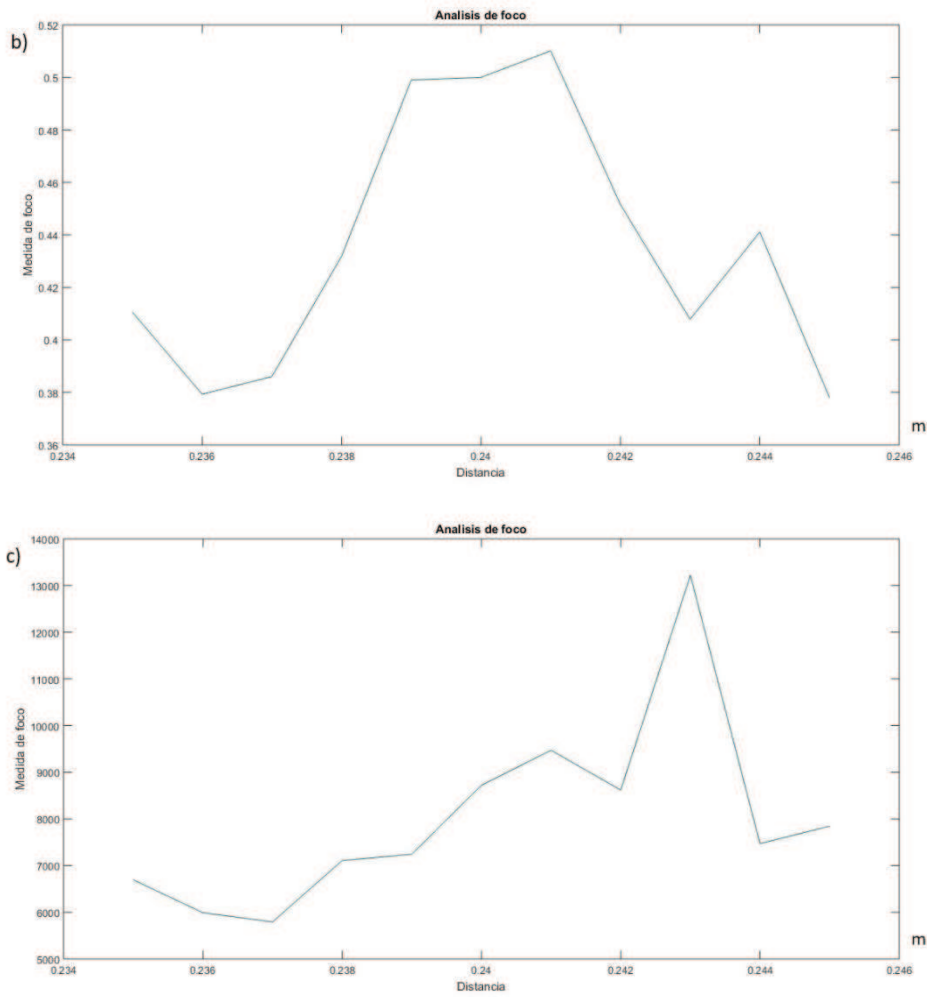 b)
Analisis de foco
0.52
0.5
0.48
0.46
0.44
0.42
0.4
0.38
0.36
Medida de foco
0.234 0.236 0.238 0.24 0.242 0.244 0.246
Distancia
m
c)
Analisis de foco
14000
13000
12000
11000
10000
9000
8000
7000
6000
5000
Medida de foco
0.234 0.236 0.238 0.24 0.242 0.244 0.246
Distancia
m